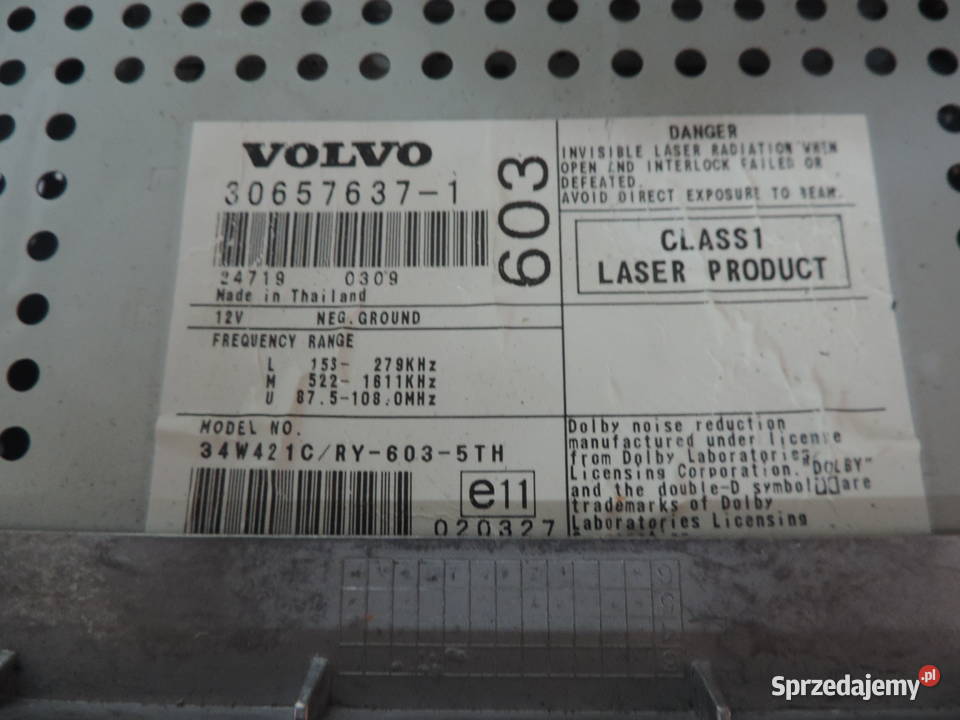 VOLVO
30657637-1
24719 0309
Made in Thailand
603
DANGER
INVISIBLE LASER RADIATION WHEN
OPEN AND INTERLOCK FAILED OR
DEFEATED.
AVOID DIRECT EXPOSURE TO BEAM.
CLASS1
LASER PRODUCT
12V NEG.GROUND
FREQUENCY RANGE
L 153- 279KHz
M 522- 1611KHz
U 87.5-108.0MHz
MODEL NO.
34W421C/RY-603-5TH
e11
020327
Dolby noise reduction
manufactured under license
from Dolby Laboratories
Licensing Corporation. "DOLBY"
and the double-D symbol are
trademarks of Dolby
Laboratories Licensing
Sprzedajemy.pl